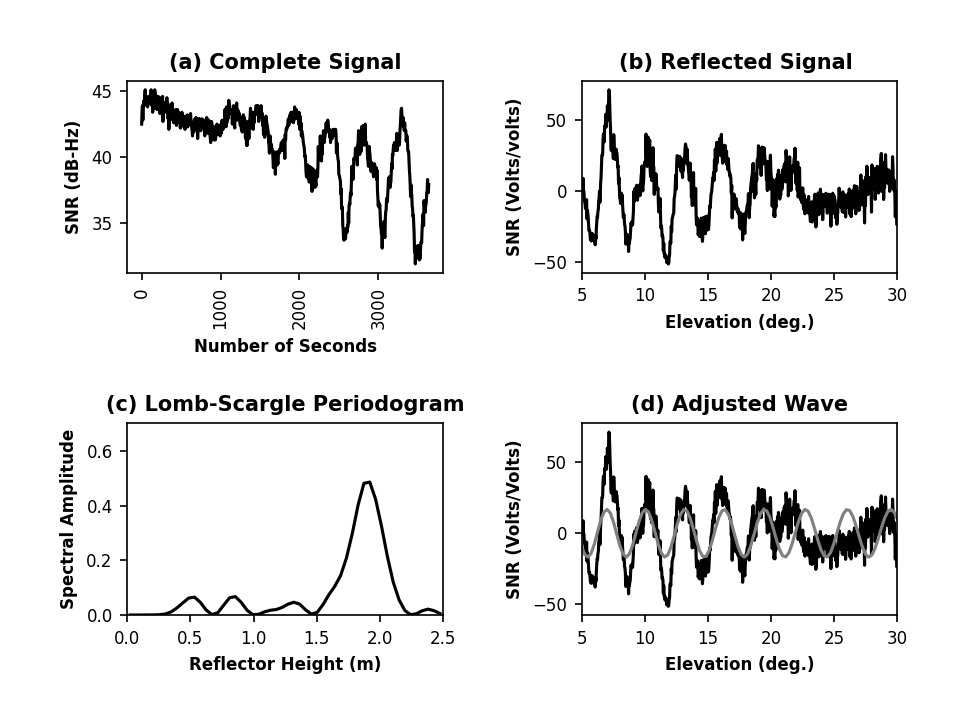 (a) Complete Signal
SNR (dB-Hz)
45
40
35
0
1000
2000
3000
Number of Seconds
(b) Reflected Signal
SNR (Volts/volts)
50
0
−50
5
10
15
20
25
30
Elevation (deg.)
(c) Lomb-Scargle Periodogram
Spectral Amplitude
0.6
0.4
0.2
0.0
0.0
0.5
1.0
1.5
2.0
2.5
Reflector Height (m)
(d) Adjusted Wave
SNR (Volts/Volts)
50
0
−50
5
10
15
20
25
30
Elevation (deg.)